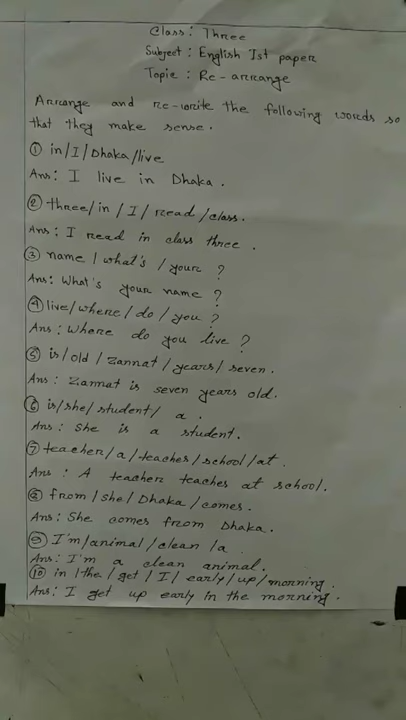 Class: Three
Subject: English Ist paper
Topic: Re-arrange
Arrange and re-write the following words so
that they make sense.
① in/I/Dhaka/live
Ans: I live in Dhaka.
② three/in/I/read/class.
Ans: I read in class three.
③ name/what's/your?
Ans: What's your name?
④ live/where/do/you?
Ans: Where do you live?
⑤ is/old/Zannat/years/seven.
Ans: Zannat is seven years old.
⑥ is/she/student/a.
Ans: She is a student.
⑦ teacher/a/teaches/school/at.
Ans: A teacher teaches at school.
⑧ from/she/Dhaka/comes.
Ans: She comes from Dhaka.
⑨ I'm/animal/clean/a
Ans: I'm a clean animal.
⑩ in/the/get/I/early/up/morning.
Ans: I get up early in the morning.